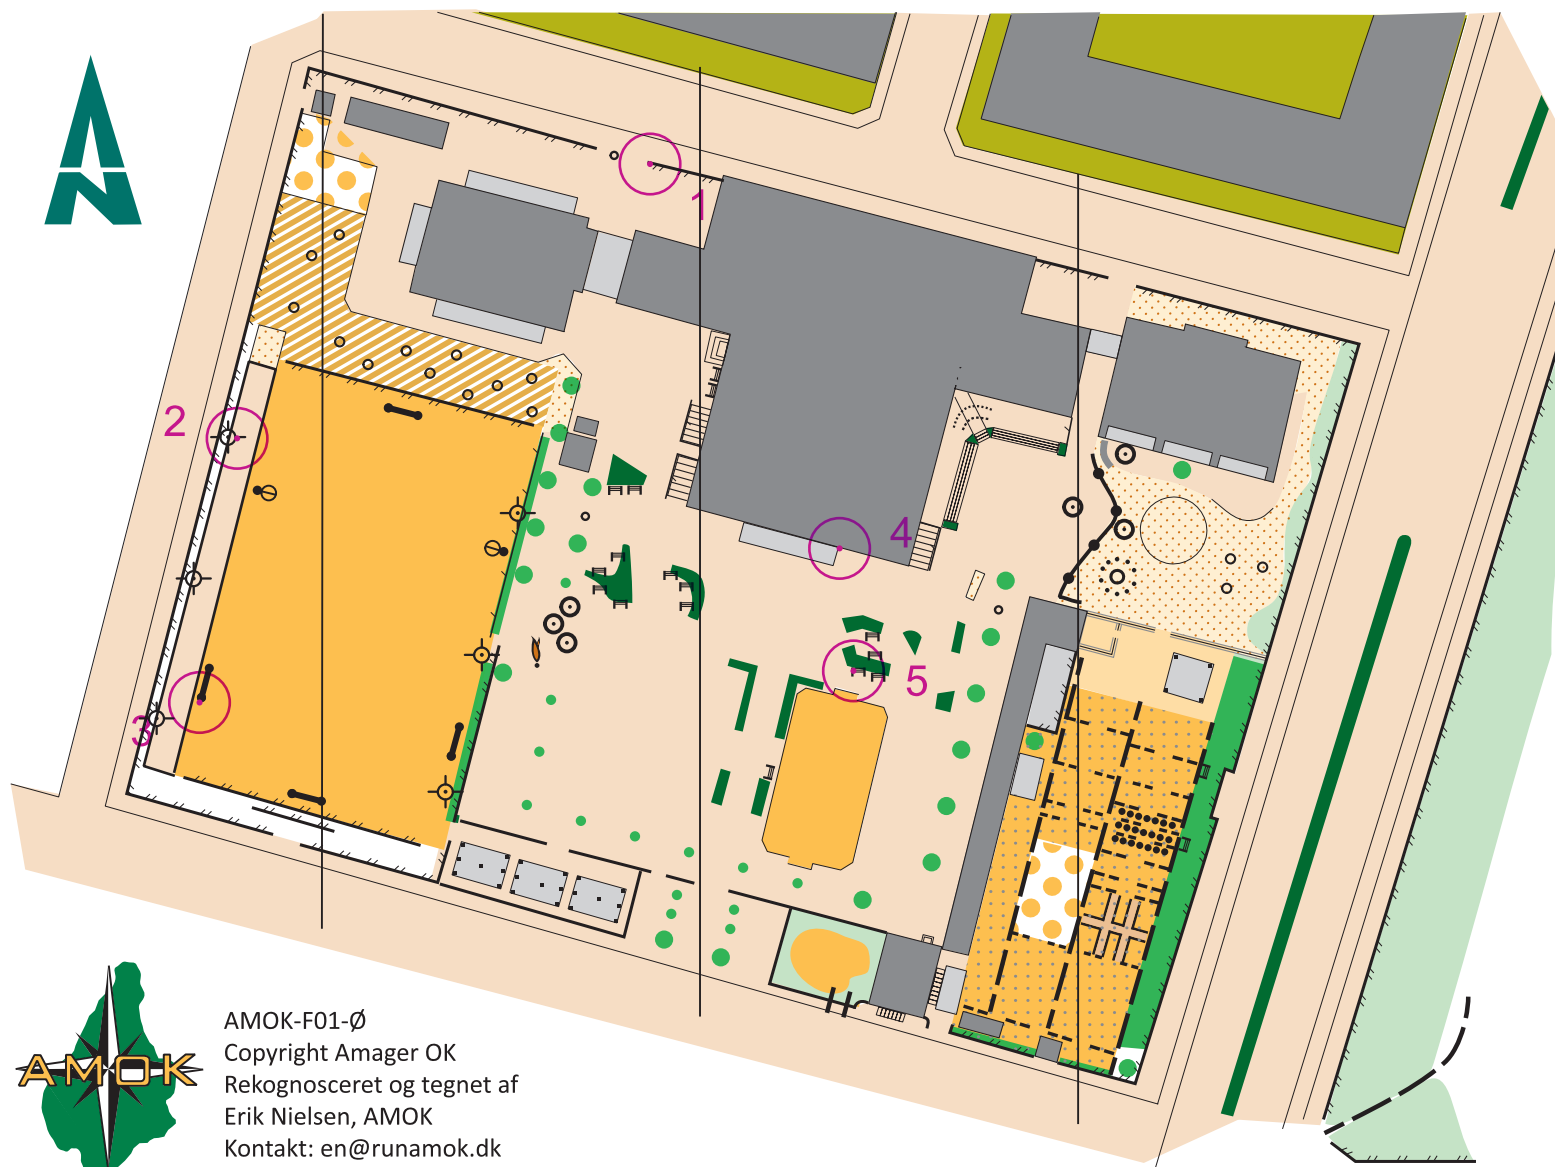 1
2
4
5
3
AMOK
AMOK-F01-Ø
Copyright Amager OK
Rekognosceret og tegnet af
Erik Nielsen, AMOK
Kontakt: en@runamok.dk